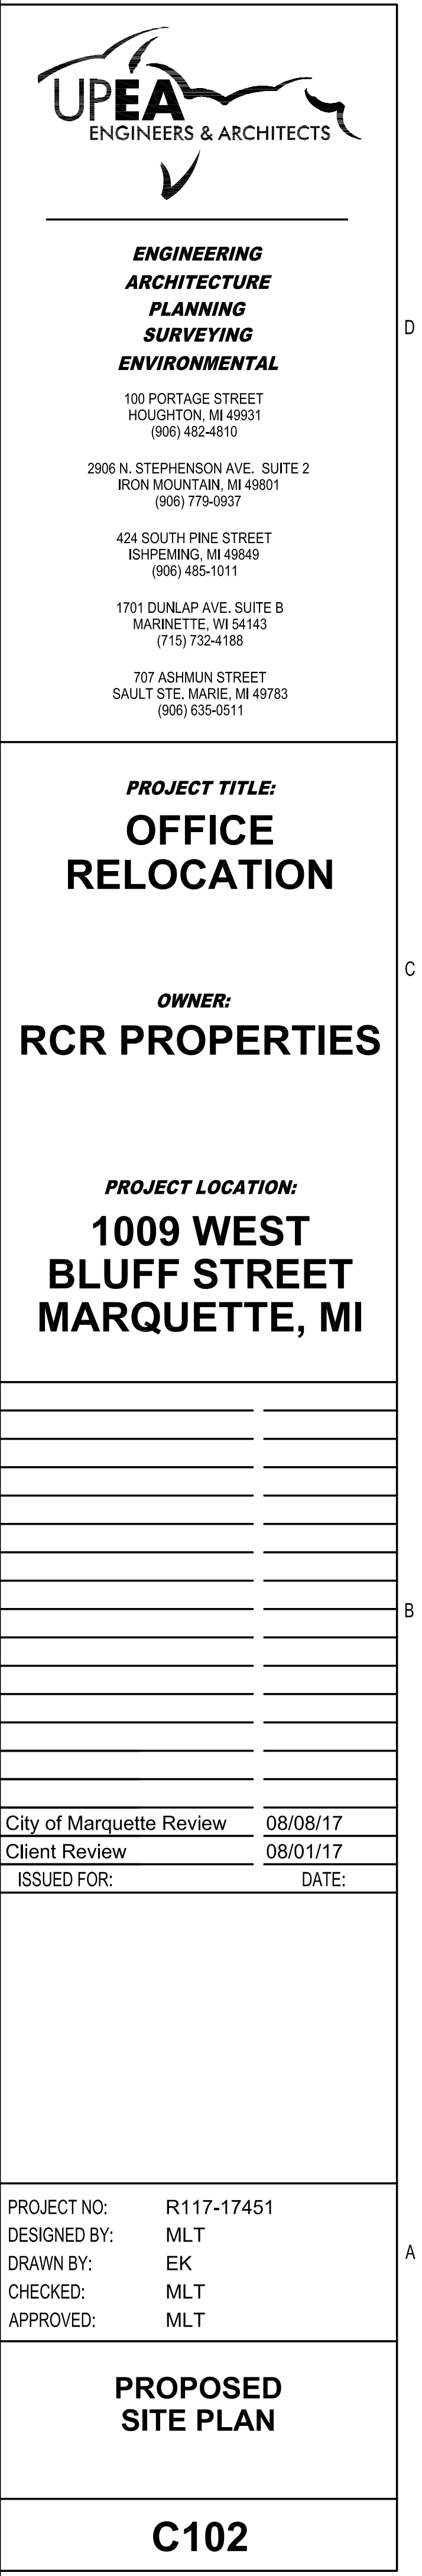 UPEA
ENGINEERS & ARCHITECTS
ENGINEERING
ARCHITECTURE
PLANNING
SURVEYING
ENVIRONMENTAL
100 PORTAGE STREET
HOUGHTON, MI 49931
(906) 482-4810
2906 N. STEPHENSON AVE. SUITE 2
IRON MOUNTAIN, MI 49801
(906) 779-0937
424 SOUTH PINE STREET
ISHPEMING, MI 49849
(906) 485-1011
1701 DUNLAP AVE. SUITE B
MARINETTE, WI 54143
(715) 732-4188
707 ASHMUN STREET
SAULT STE. MARIE, MI 49783
(906) 635-0511
D
PROJECT TITLE:
OFFICE
RELOCATION
C
OWNER:
RCR PROPERTIES
PROJECT LOCATION:
1009 WEST
BLUFF STREET
MARQUETTE, MI
B
City of Marquette Review 08/08/17
Client Review 08/01/17
ISSUED FOR: DATE:
PROJECT NO: R117-17451
DESIGNED BY: MLT
DRAWN BY: EK
CHECKED: MLT
APPROVED: MLT
A
PROPOSED
SITE PLAN
C102